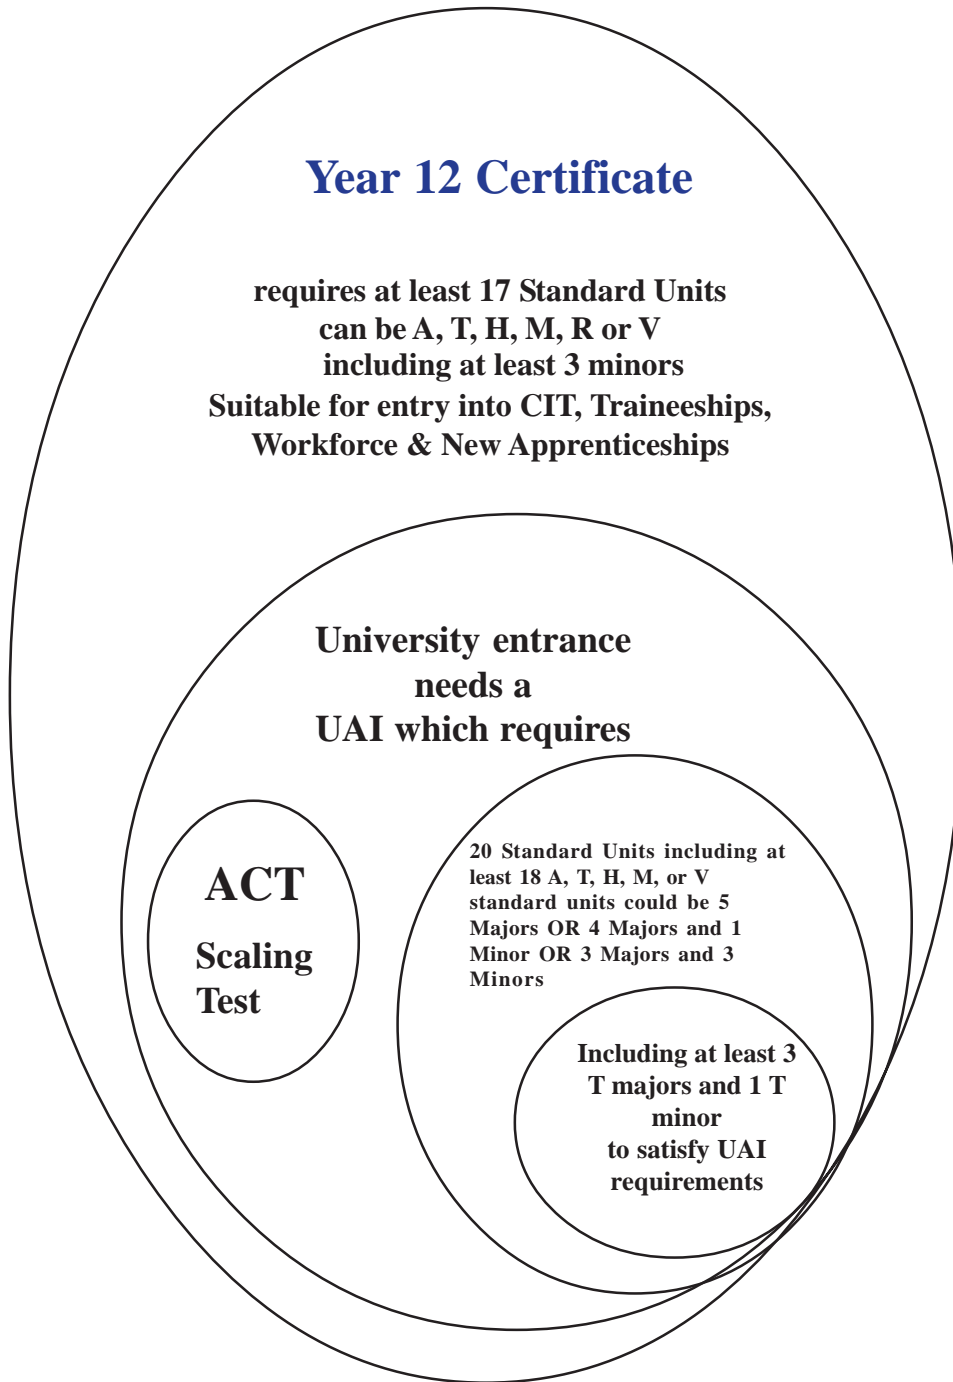 Year 12 Certificate
requires at least 17 Standard Units
can be A, T, H, M, R or V
including at least 3 minors
Suitable for entry into CIT, Traineeships,
Workforce & New Apprenticeships
University entrance
needs a
UAI which requires
ACT
Scaling
Test
20 Standard Units including at
least 18 A, T, H, M, or V
standard units could be 5
Majors OR 4 Majors and 1
Minor OR 3 Majors and 3
Minors
Including at least 3
T majors and 1 T
minor
to satisfy UAI
requirements